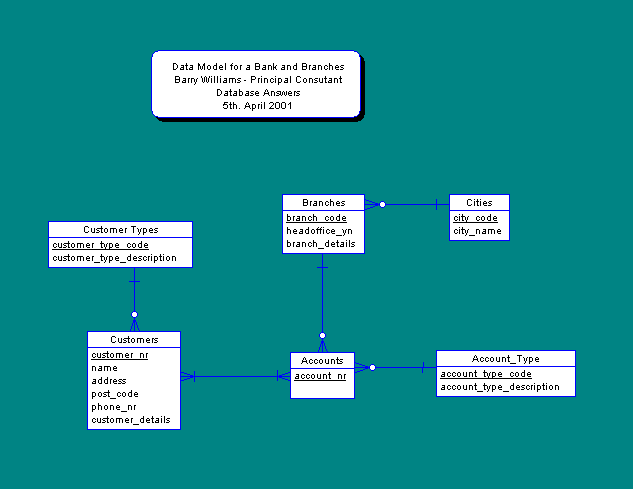 Data Model for a Bank and Branches
Barry Williams - Principal Consutant
Database Answers
5th. April 2001
Branches
branch_code
headoffice_yn
branch_details
Cities
city_code
city_name
Customer Types
customer_type_code
customer_type_description
Customers
customer_nr
name
address
post_code
phone_nr
customer_details
Accounts
account_nr
Account_Type
account_type_code
account_type_description